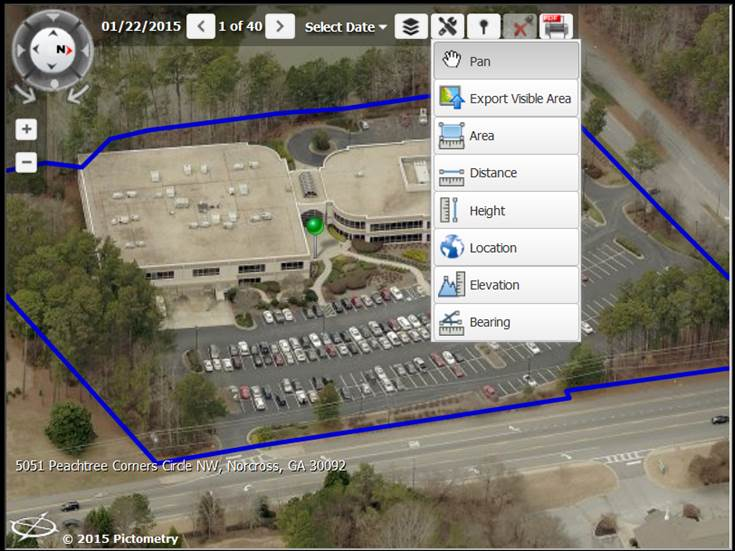 01/22/2015 1 of 40 Select Date PDF
N
Pan
Export Visible Area
Area
Distance
Height
Location
Elevation
Bearing
5051 Peachtree Corners Circle NW, Norcross, GA 30092
© 2015 Pictometry